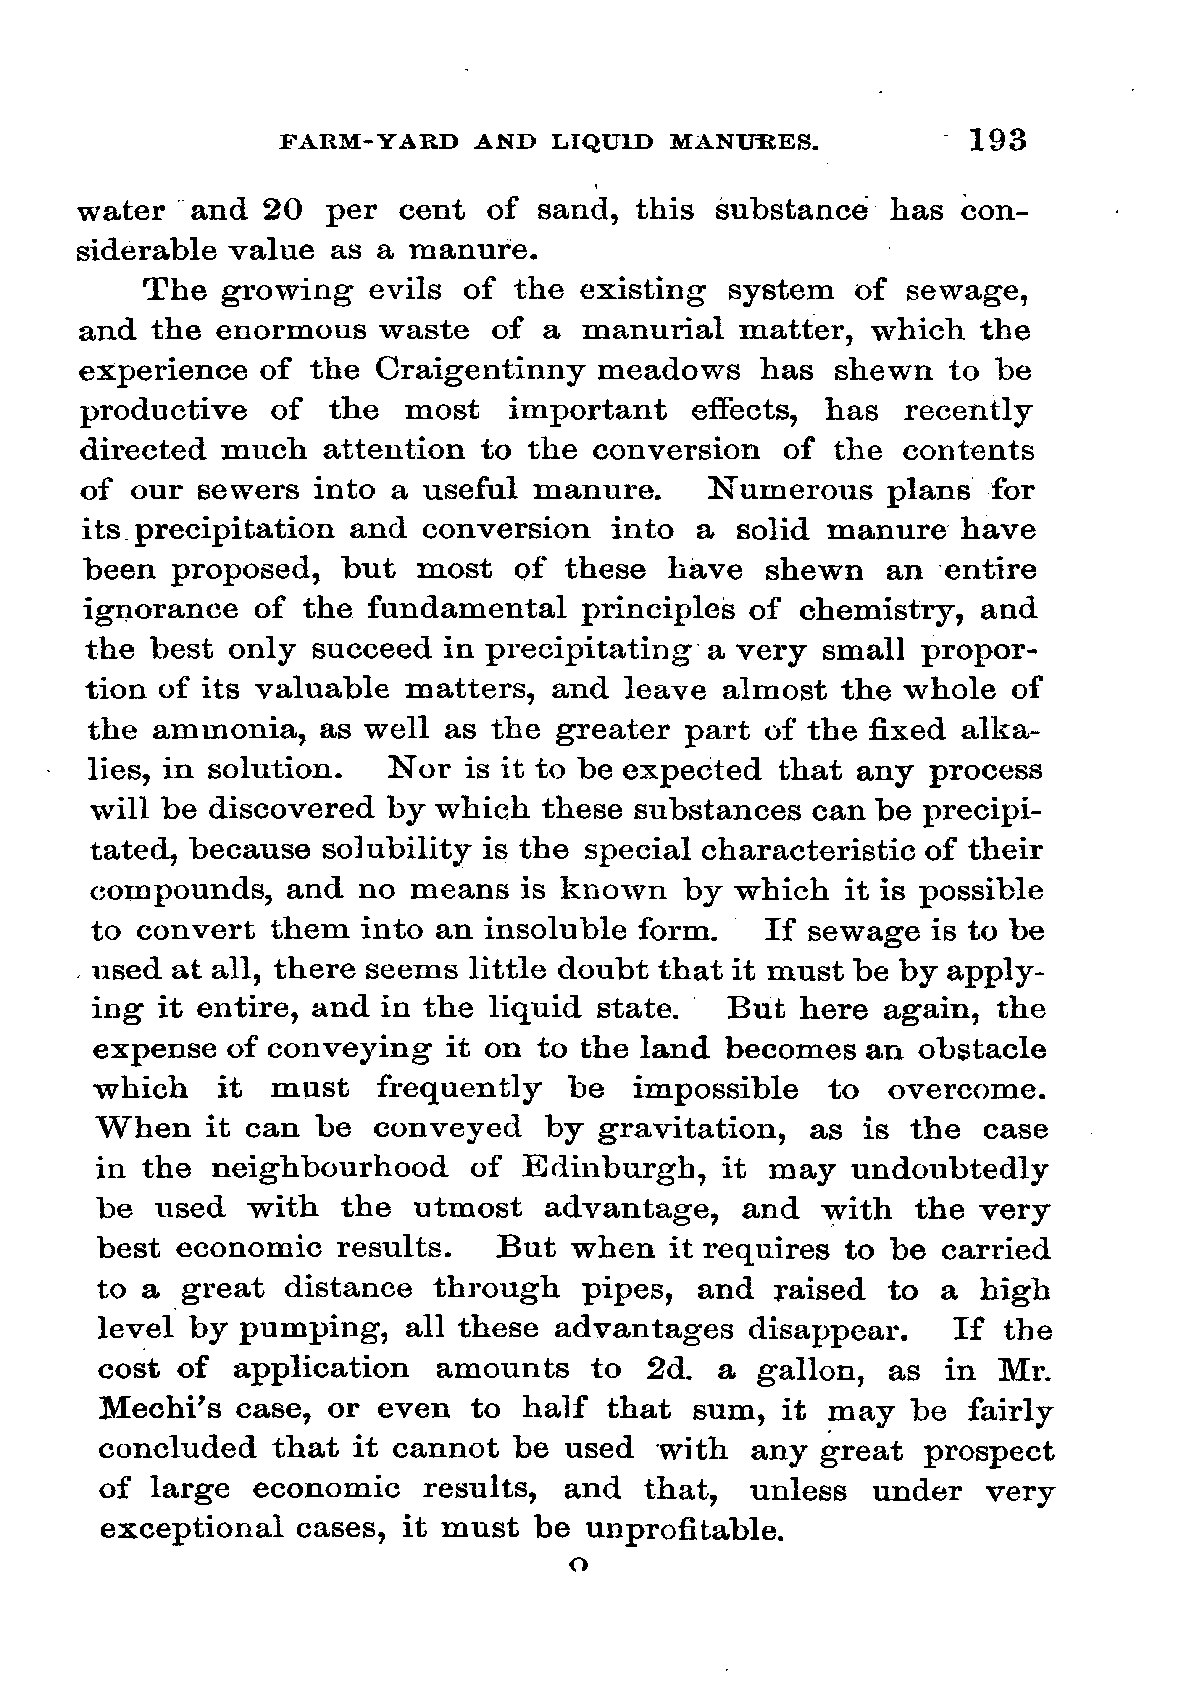 FARM-YARD AND LIQUID MANURES. 193
water and 20 per cent of sand, this substance has con-
siderable value as a manure.
The growing evils of the existing system of sewage,
and the enormous waste of a manurial matter, which the
experience of the Craigentinny meadows has shewn to be
productive of the most important effects, has recently
directed much attention to the conversion of the contents
of our sewers into a useful manure. Numerous plans for
its precipitation and conversion into a solid manure have
been proposed, but most of these have shewn an entire
ignorance of the fundamental principles of chemistry, and
the best only succeed in precipitating a very small propor-
tion of its valuable matters, and leave almost the whole of
the ammonia, as well as the greater part of the fixed alka-
lies, in solution. Nor is it to be expected that any process
will be discovered by which these substances can be precipi-
tated, because solubility is the special characteristic of their
compounds, and no means is known by which it is possible
to convert them into an insoluble form. If sewage is to be
used at all, there seems little doubt that it must be by apply-
ing it entire, and in the liquid state. But here again, the
expense of conveying it on to the land becomes an obstacle
which it must frequently be impossible to overcome.
When it can be conveyed by gravitation, as is the case
in the neighbourhood of Edinburgh, it may undoubtedly
be used with the utmost advantage, and with the very
best economic results. But when it requires to be carried
to a great distance through pipes, and raised to a high
level by pumping, all these advantages disappear. If the
cost of application amounts to 2d. a gallon, as in Mr.
Mechi's case, or even to half that sum, it may be fairly
concluded that it cannot be used with any great prospect
of large economic results, and that, unless under very
exceptional cases, it must be unprofitable.
O